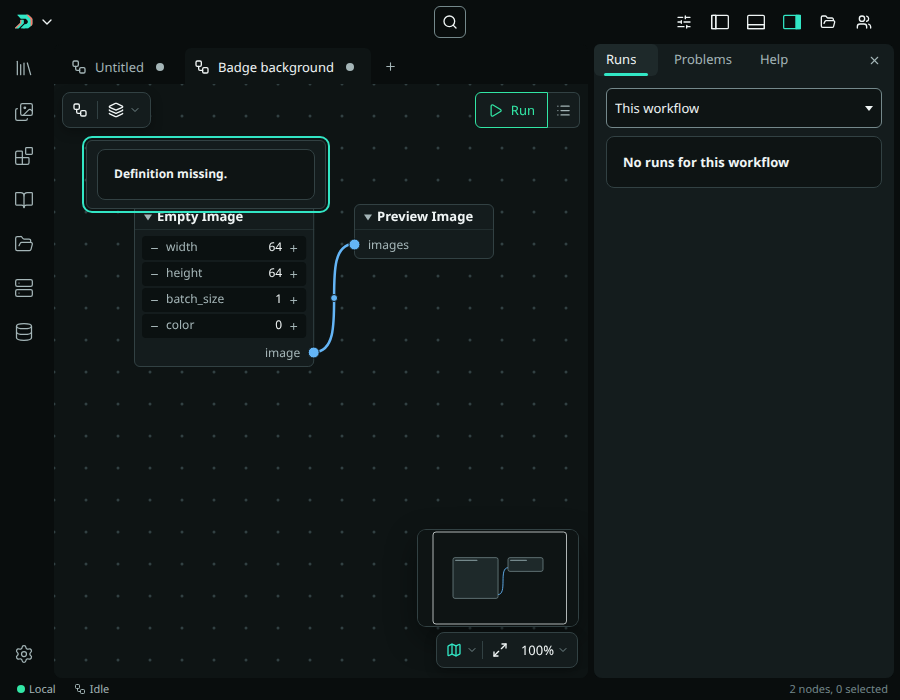 Untitled
Badge background
Runs
Problems
Help
Run
This workflow
No runs for this workflow
Definition missing.
Empty Image
width 64
height 64
batch_size 1
color 0
image
Preview Image
images
100%
Local
Idle
2 nodes, 0 selected